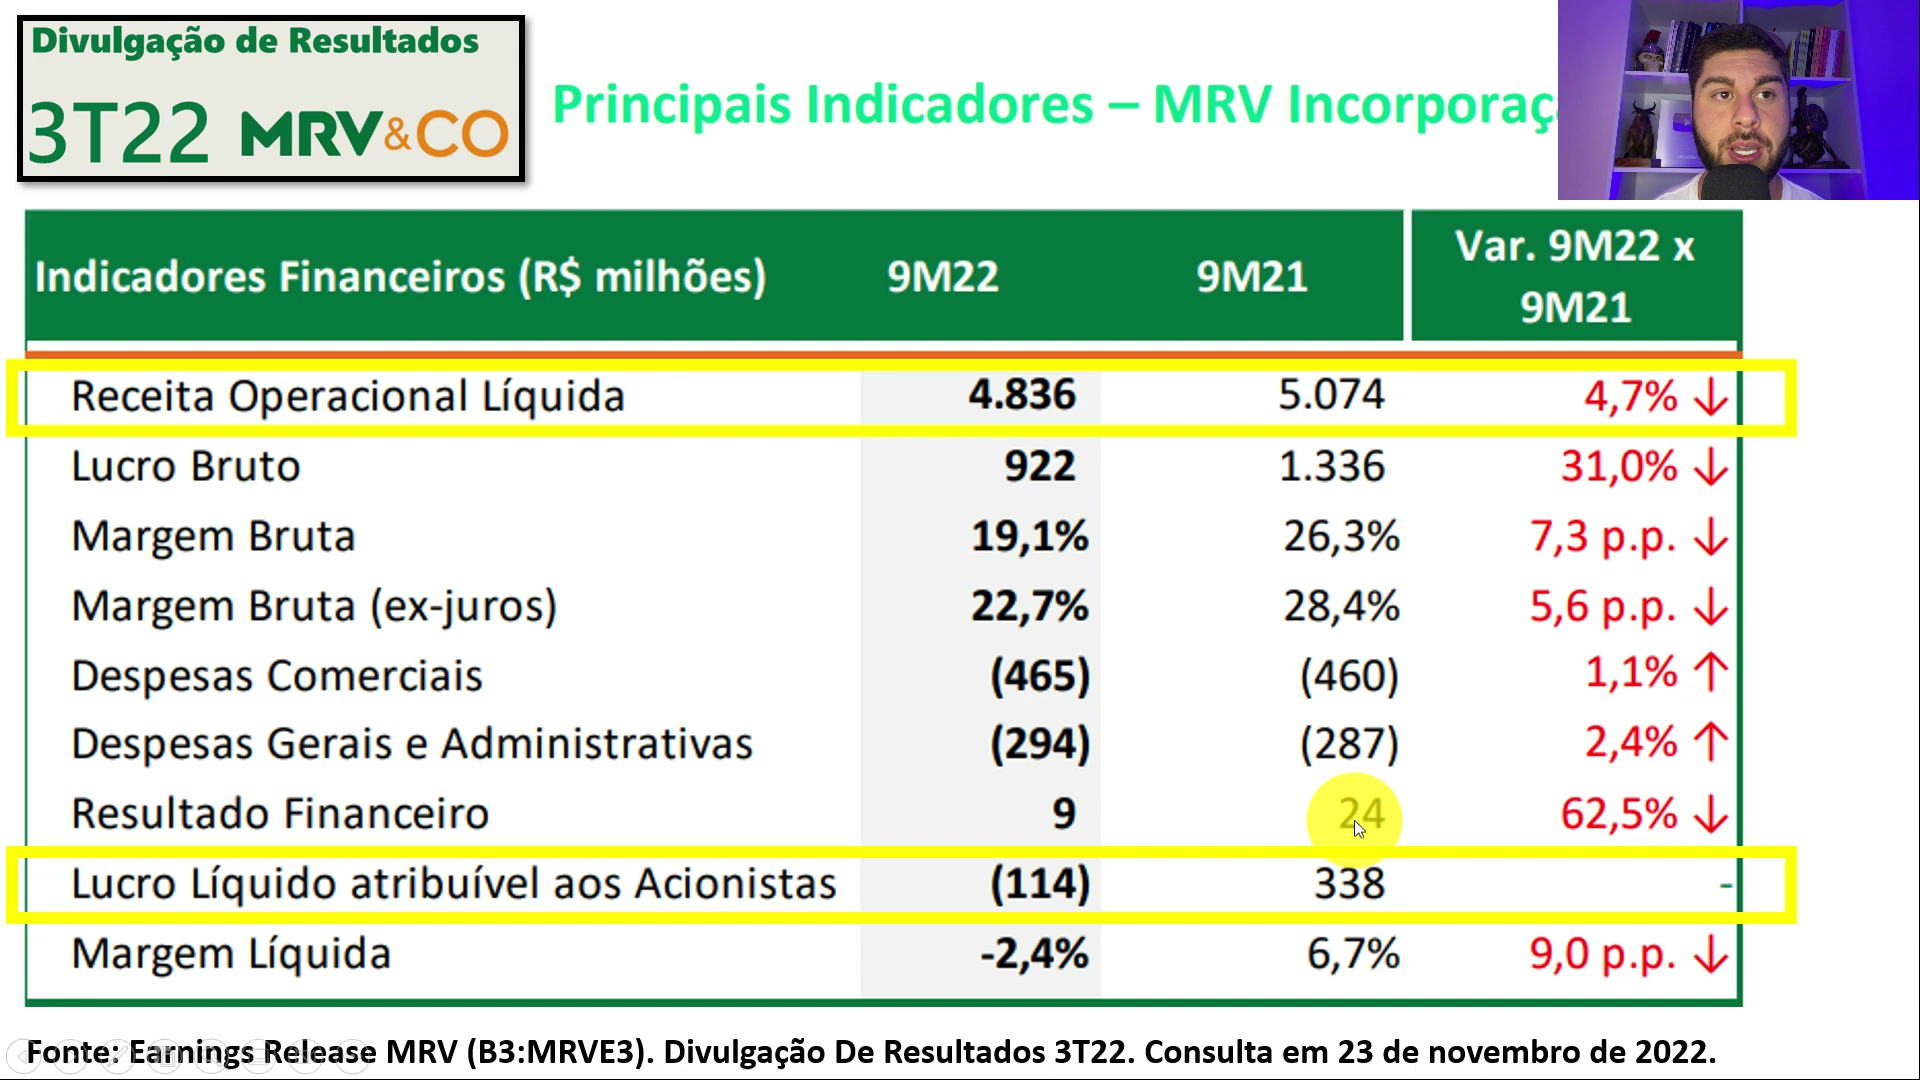 Divulgação de Resultados
3T22 MRV&CO
Principais Indicadores – MRV Incorporaç
Indicadores Financeiros (R$ milhões) 9M22 9M21 Var. 9M22 x 9M21
Receita Operacional Líquida 4.836 5.074 4,7% ↓
Lucro Bruto 922 1.336 31,0% ↓
Margem Bruta 19,1% 26,3% 7,3 p.p. ↓
Margem Bruta (ex-juros) 22,7% 28,4% 5,6 p.p. ↓
Despesas Comerciais (465) (460) 1,1% ↑
Despesas Gerais e Administrativas (294) (287) 2,4% ↑
Resultado Financeiro 9 24 62,5% ↓
Lucro Líquido atribuível aos Acionistas (114) 338 -
Margem Líquida -2,4% 6,7% 9,0 p.p. ↓
Fonte: Earnings Release MRV (B3:MRVE3). Divulgação De Resultados 3T22. Consulta em 23 de novembro de 2022.